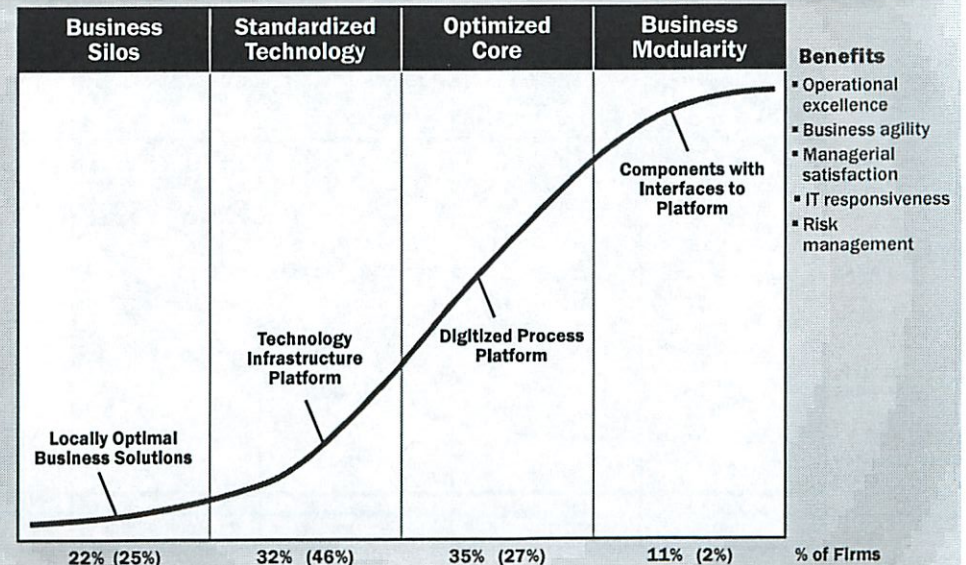 Business
Silos
Standardized
Technology
Optimized
Core
Business
Modularity
Benefits
▪ Operational
excellence
▪ Business agility
▪ Managerial
satisfaction
▪ IT responsiveness
▪ Risk
management
Components with
Interfaces to
Platform
Digitized Process
Platform
Technology
Infrastructure
Platform
Locally Optimal
Business Solutions
22% (25%)
32% (46%)
35% (27%)
11% (2%)
% of Firms